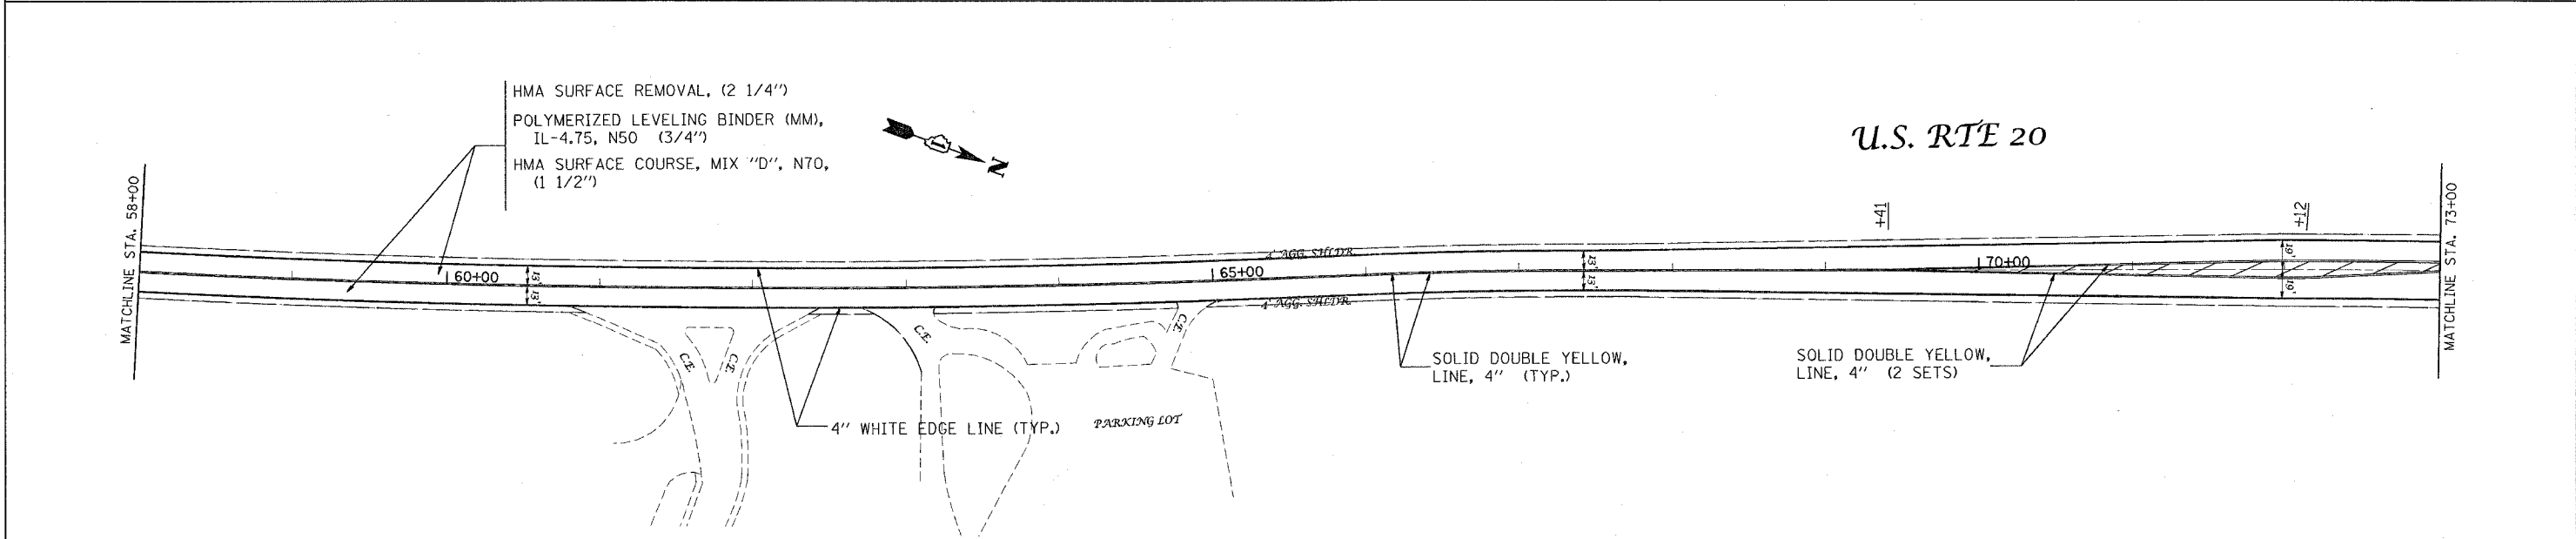 HMA SURFACE REMOVAL, (2 1/4")
POLYMERIZED LEVELING BINDER (MM),
IL-4.75, N50 (3/4")
HMA SURFACE COURSE, MIX "D", N70,
(1 1/2")
N
U.S. RTE 20
MATCHLINE STA. 58+00
+41
+12
MATCHLINE STA. 73+00
4' AGG. SHLDR.
60+00
13'
13'
65+00
13'
13'
70+00
19'
19'
4' AGG. SHLDR.
C.E.
C.E.
C.E.
C.E.
SOLID DOUBLE YELLOW,
LINE, 4" (TYP.)
SOLID DOUBLE YELLOW,
LINE, 4" (2 SETS)
4" WHITE EDGE LINE (TYP.)
PARKING LOT